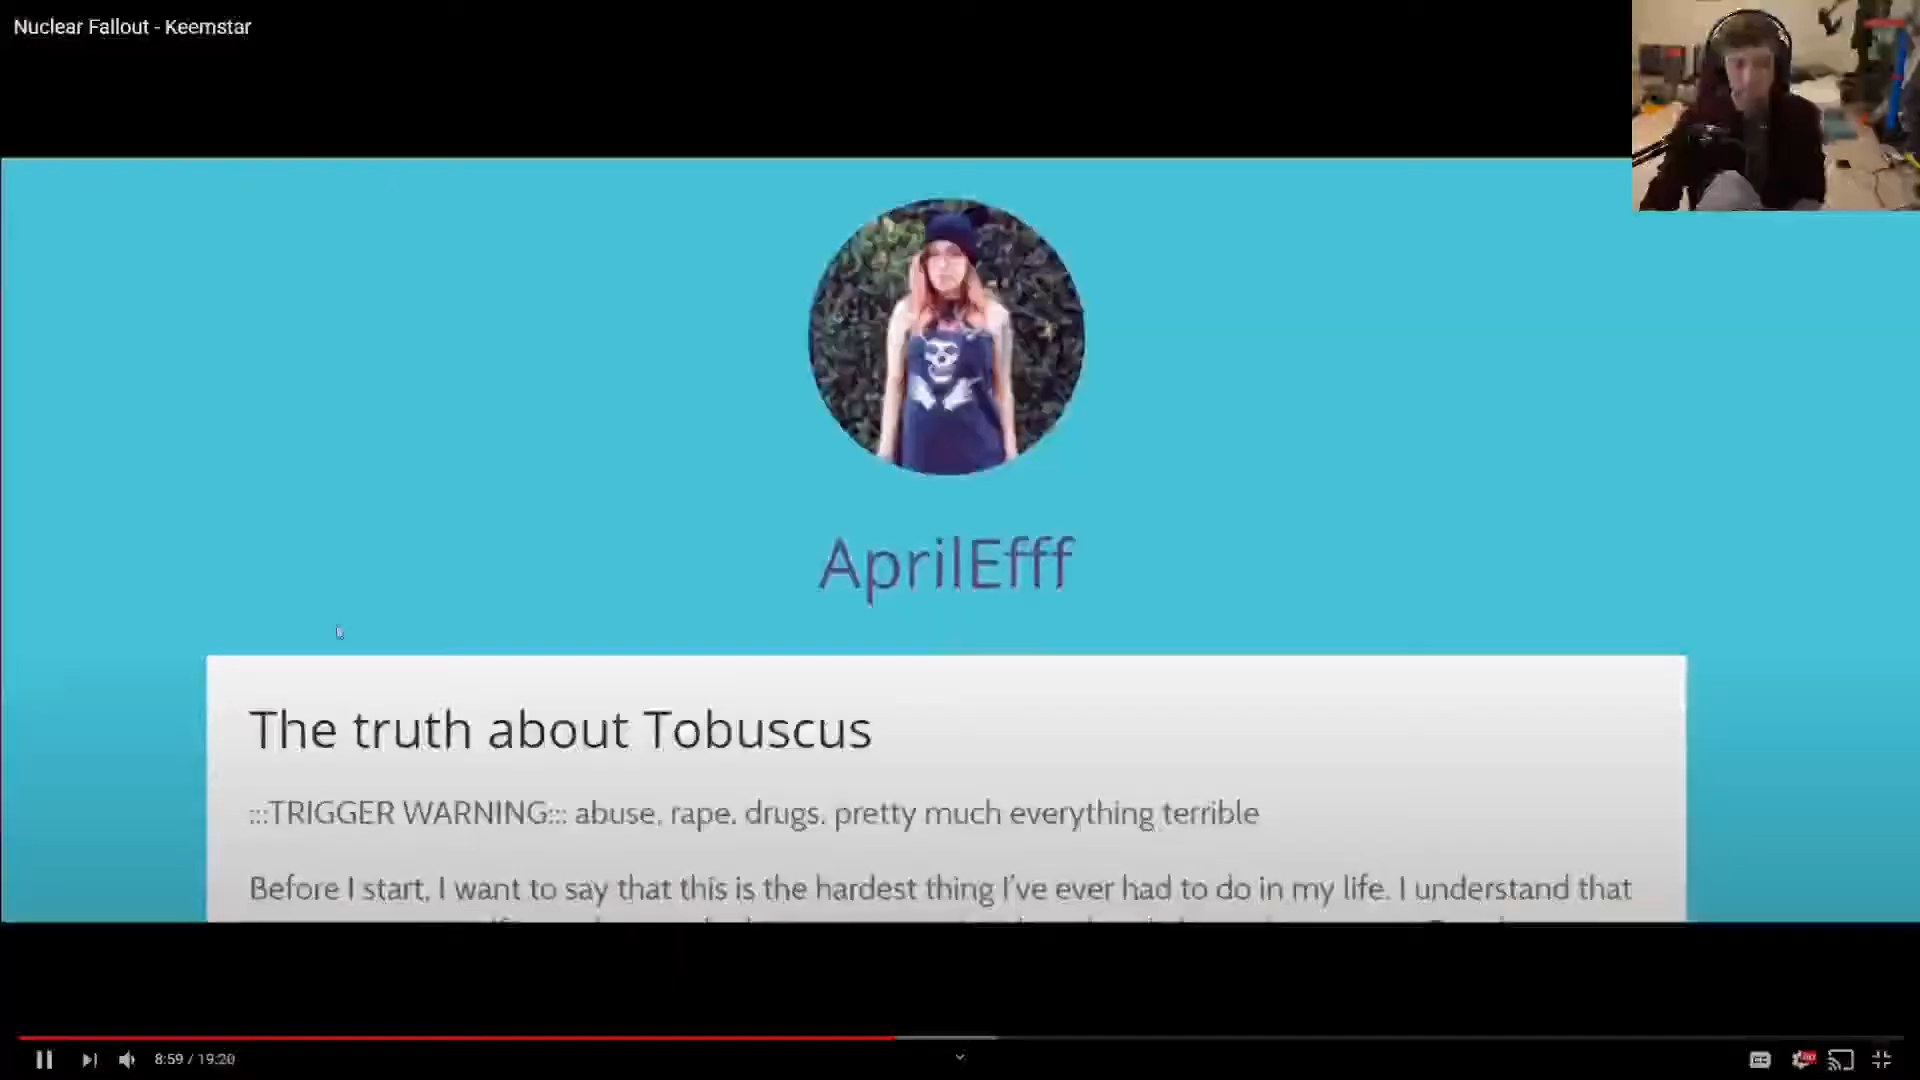 Nuclear Fallout - Keemstar
AprilEfff
The truth about Tobuscus
:::TRIGGER WARNING::: abuse, rape, drugs, pretty much everything terrible
Before I start, I want to say that this is the hardest thing I've ever had to do in my life. I understand that
8:59 / 19:20